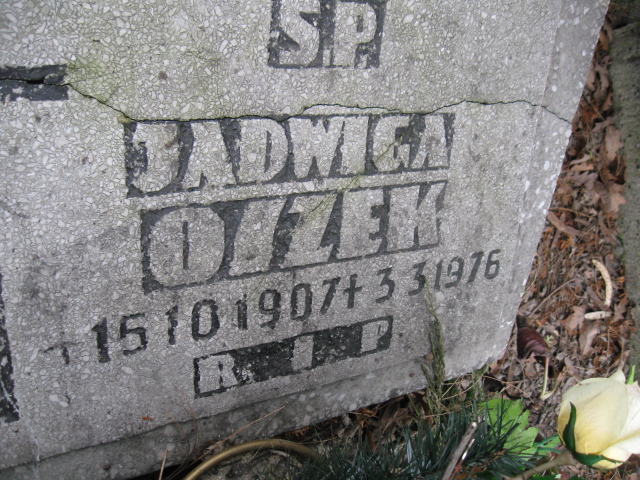 SP
JADWIGA
OLZEK
* 15 10 1907 † 3 3 1976
R I P